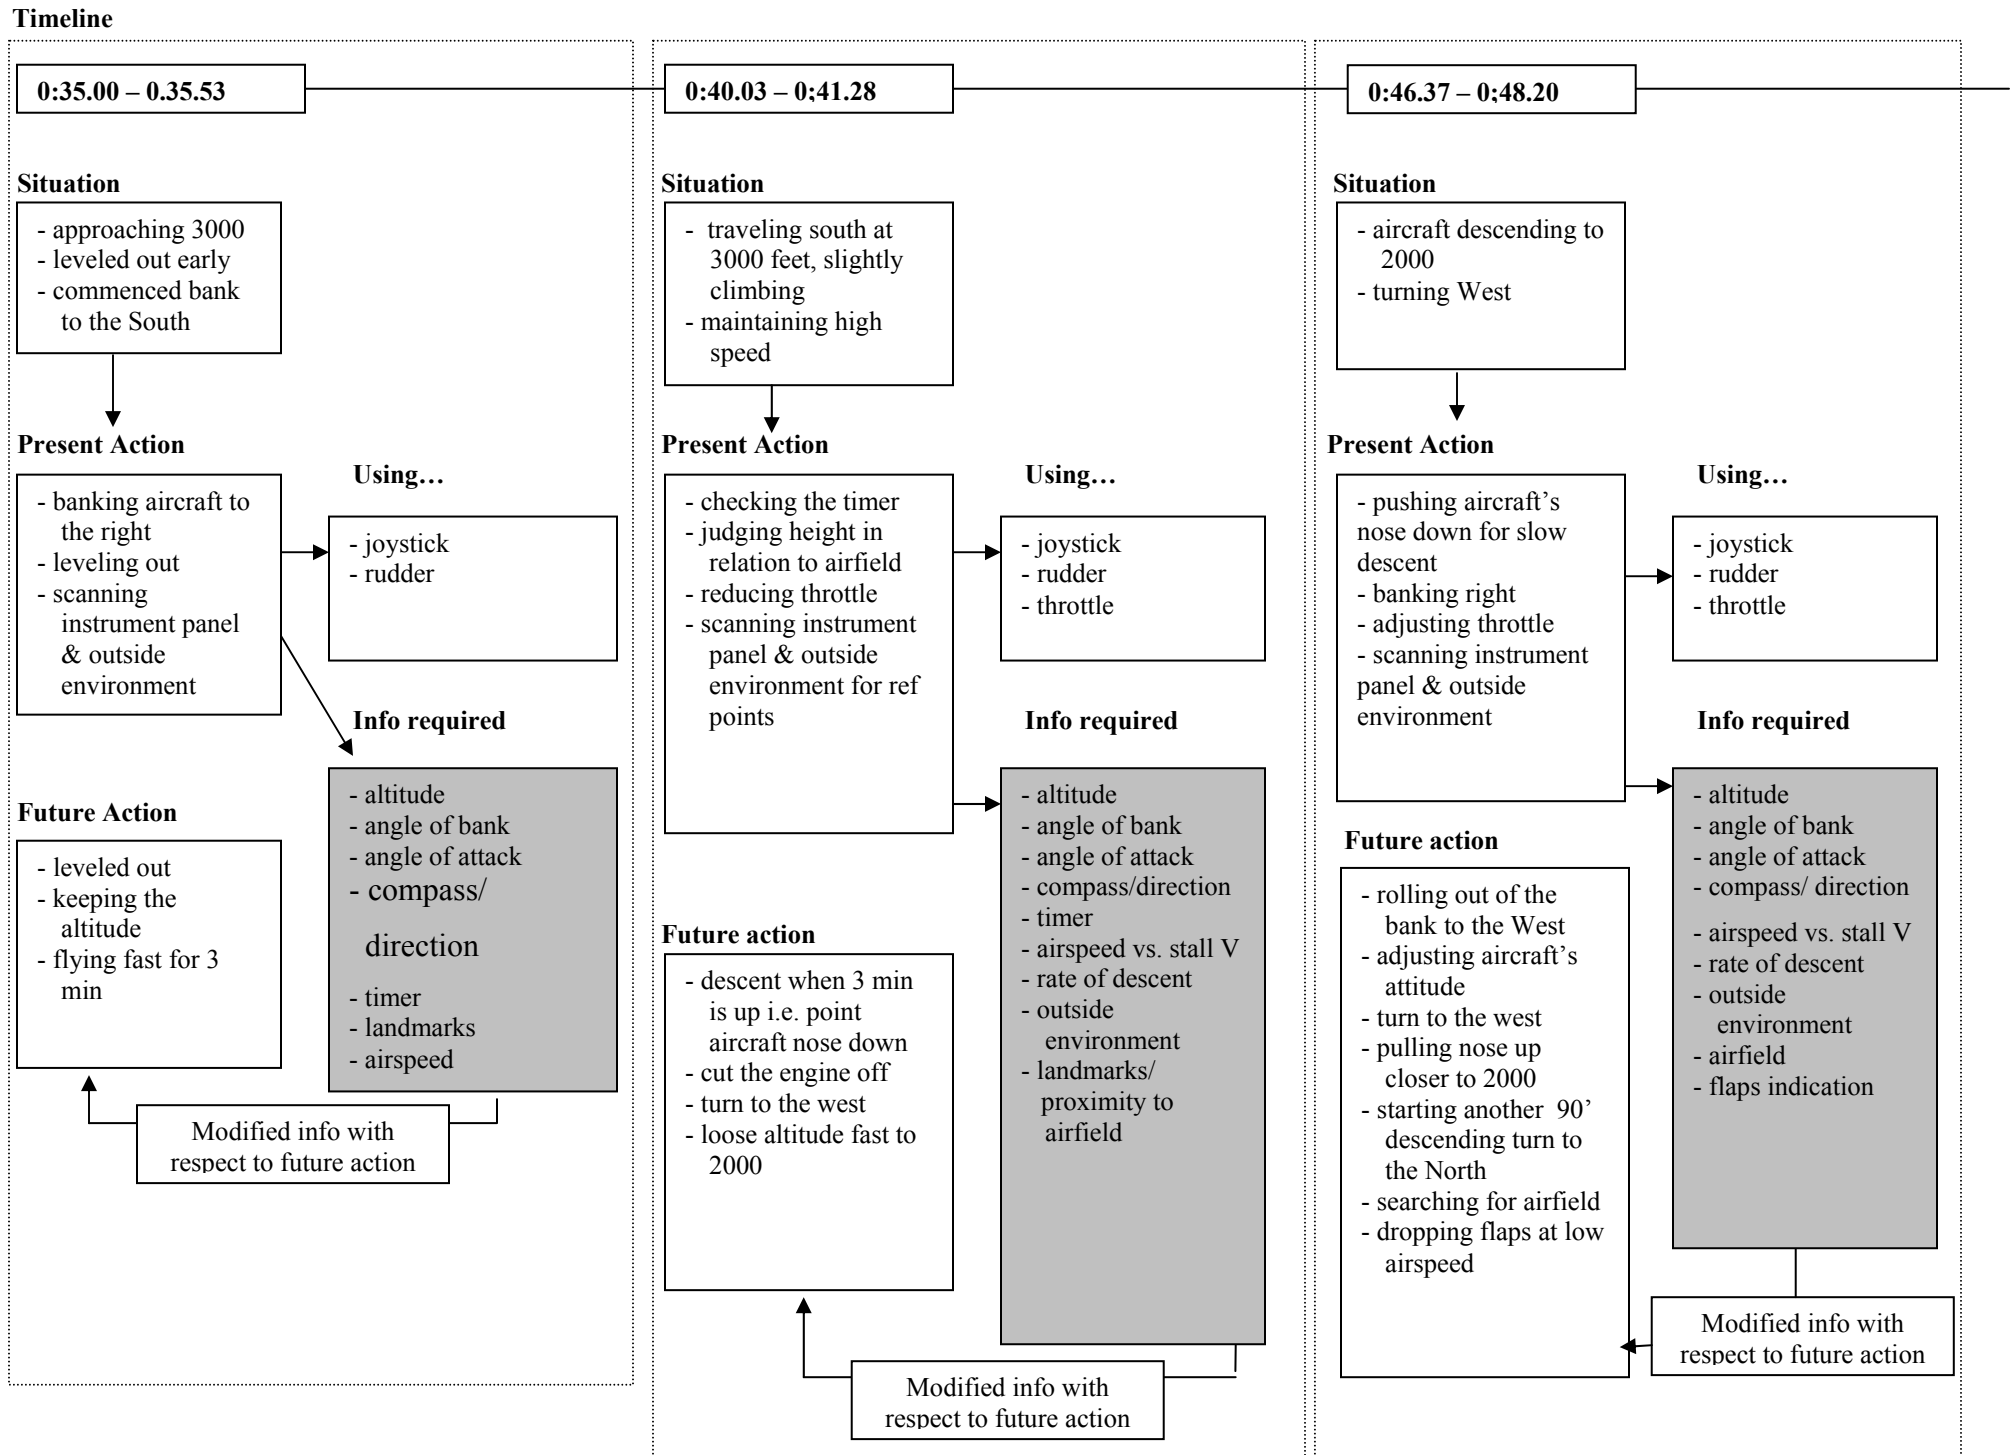 Timeline
0:35.00 – 0.35.53
Situation
- approaching 3000
- leveled out early
- commenced bank
to the South
Present Action
- banking aircraft to
the right
- leveling out
- scanning
instrument panel
& outside
environment
Using…
- joystick
- rudder
Info required
- altitude
- angle of bank
- angle of attack
- compass/
direction
- timer
- landmarks
- airspeed
Future Action
- leveled out
- keeping the
altitude
- flying fast for 3
min
Modified info with
respect to future action
0:40.03 – 0;41.28
Situation
- traveling south at
3000 feet, slightly
climbing
- maintaining high
speed
Present Action
- checking the timer
- judging height in
relation to airfield
- reducing throttle
- scanning instrument
panel & outside
environment for ref
points
Using…
- joystick
- rudder
- throttle
Info required
- altitude
- angle of bank
- angle of attack
- compass/direction
- timer
- airspeed vs. stall V
- rate of descent
- outside
environment
- landmarks/
proximity to
airfield
Future action
- descent when 3 min
is up i.e. point
aircraft nose down
- cut the engine off
- turn to the west
- loose altitude fast to
2000
Modified info with
respect to future action
0:46.37 – 0;48.20
Situation
- aircraft descending to
2000
- turning West
Present Action
- pushing aircraft’s
nose down for slow
descent
- banking right
- adjusting throttle
- scanning instrument
panel & outside
environment
Using…
- joystick
- rudder
- throttle
Info required
- altitude
- angle of bank
- angle of attack
- compass/ direction
- airspeed vs. stall V
- rate of descent
- outside
environment
- airfield
- flaps indication
Future action
- rolling out of the
bank to the West
- adjusting aircraft’s
attitude
- turn to the west
- pulling nose up
closer to 2000
- starting another 90’
descending turn to
the North
- searching for airfield
- dropping flaps at low
airspeed
Modified info with
respect to future action